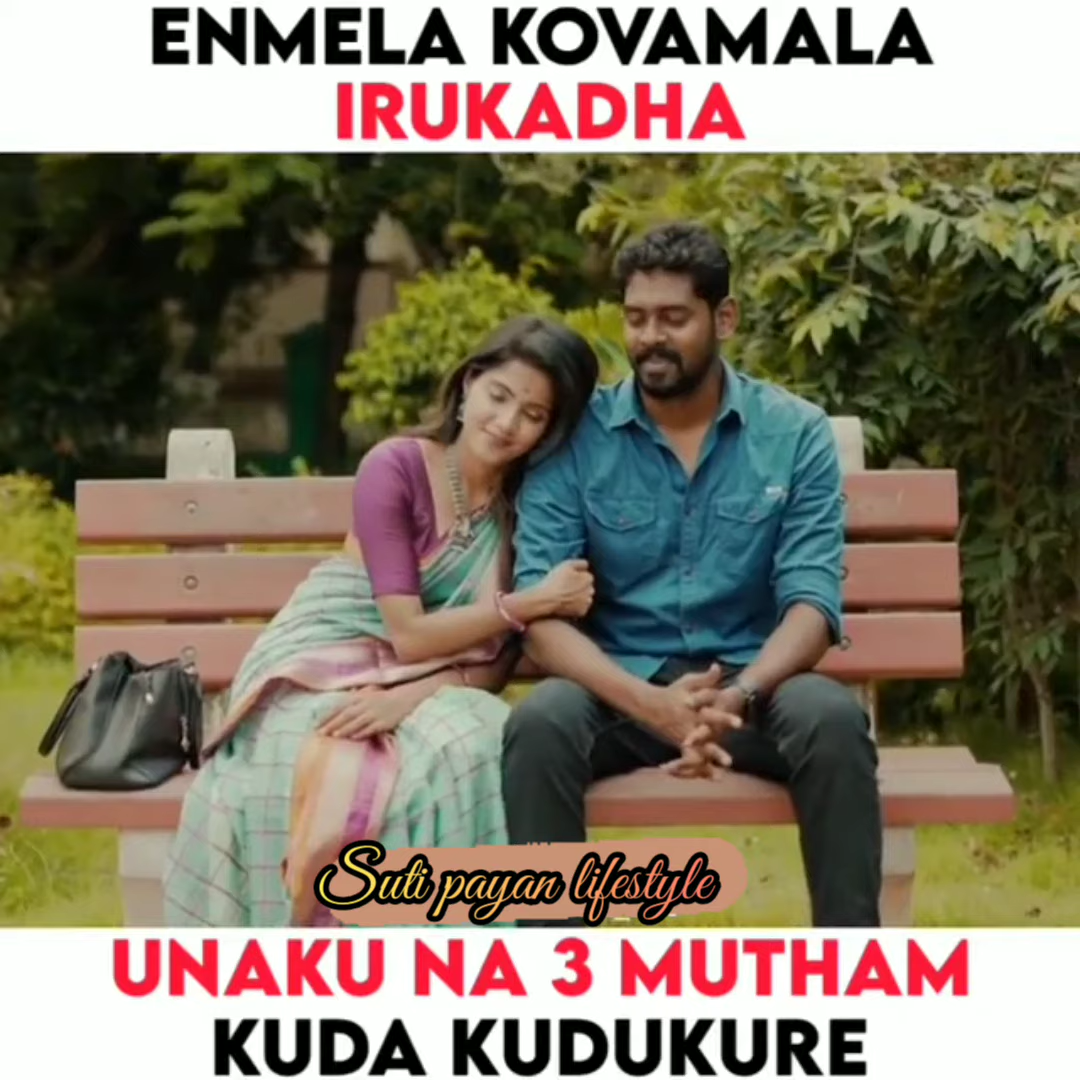 ENMELA KOVAMALA
IRUKADHA
Suti payan lifestyle
UNAKU NA 3 MUTHAM
KUDA KUDUKURE